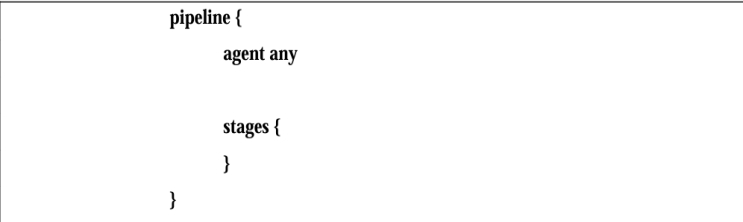 pipeline {
agent any
stages {
}
}